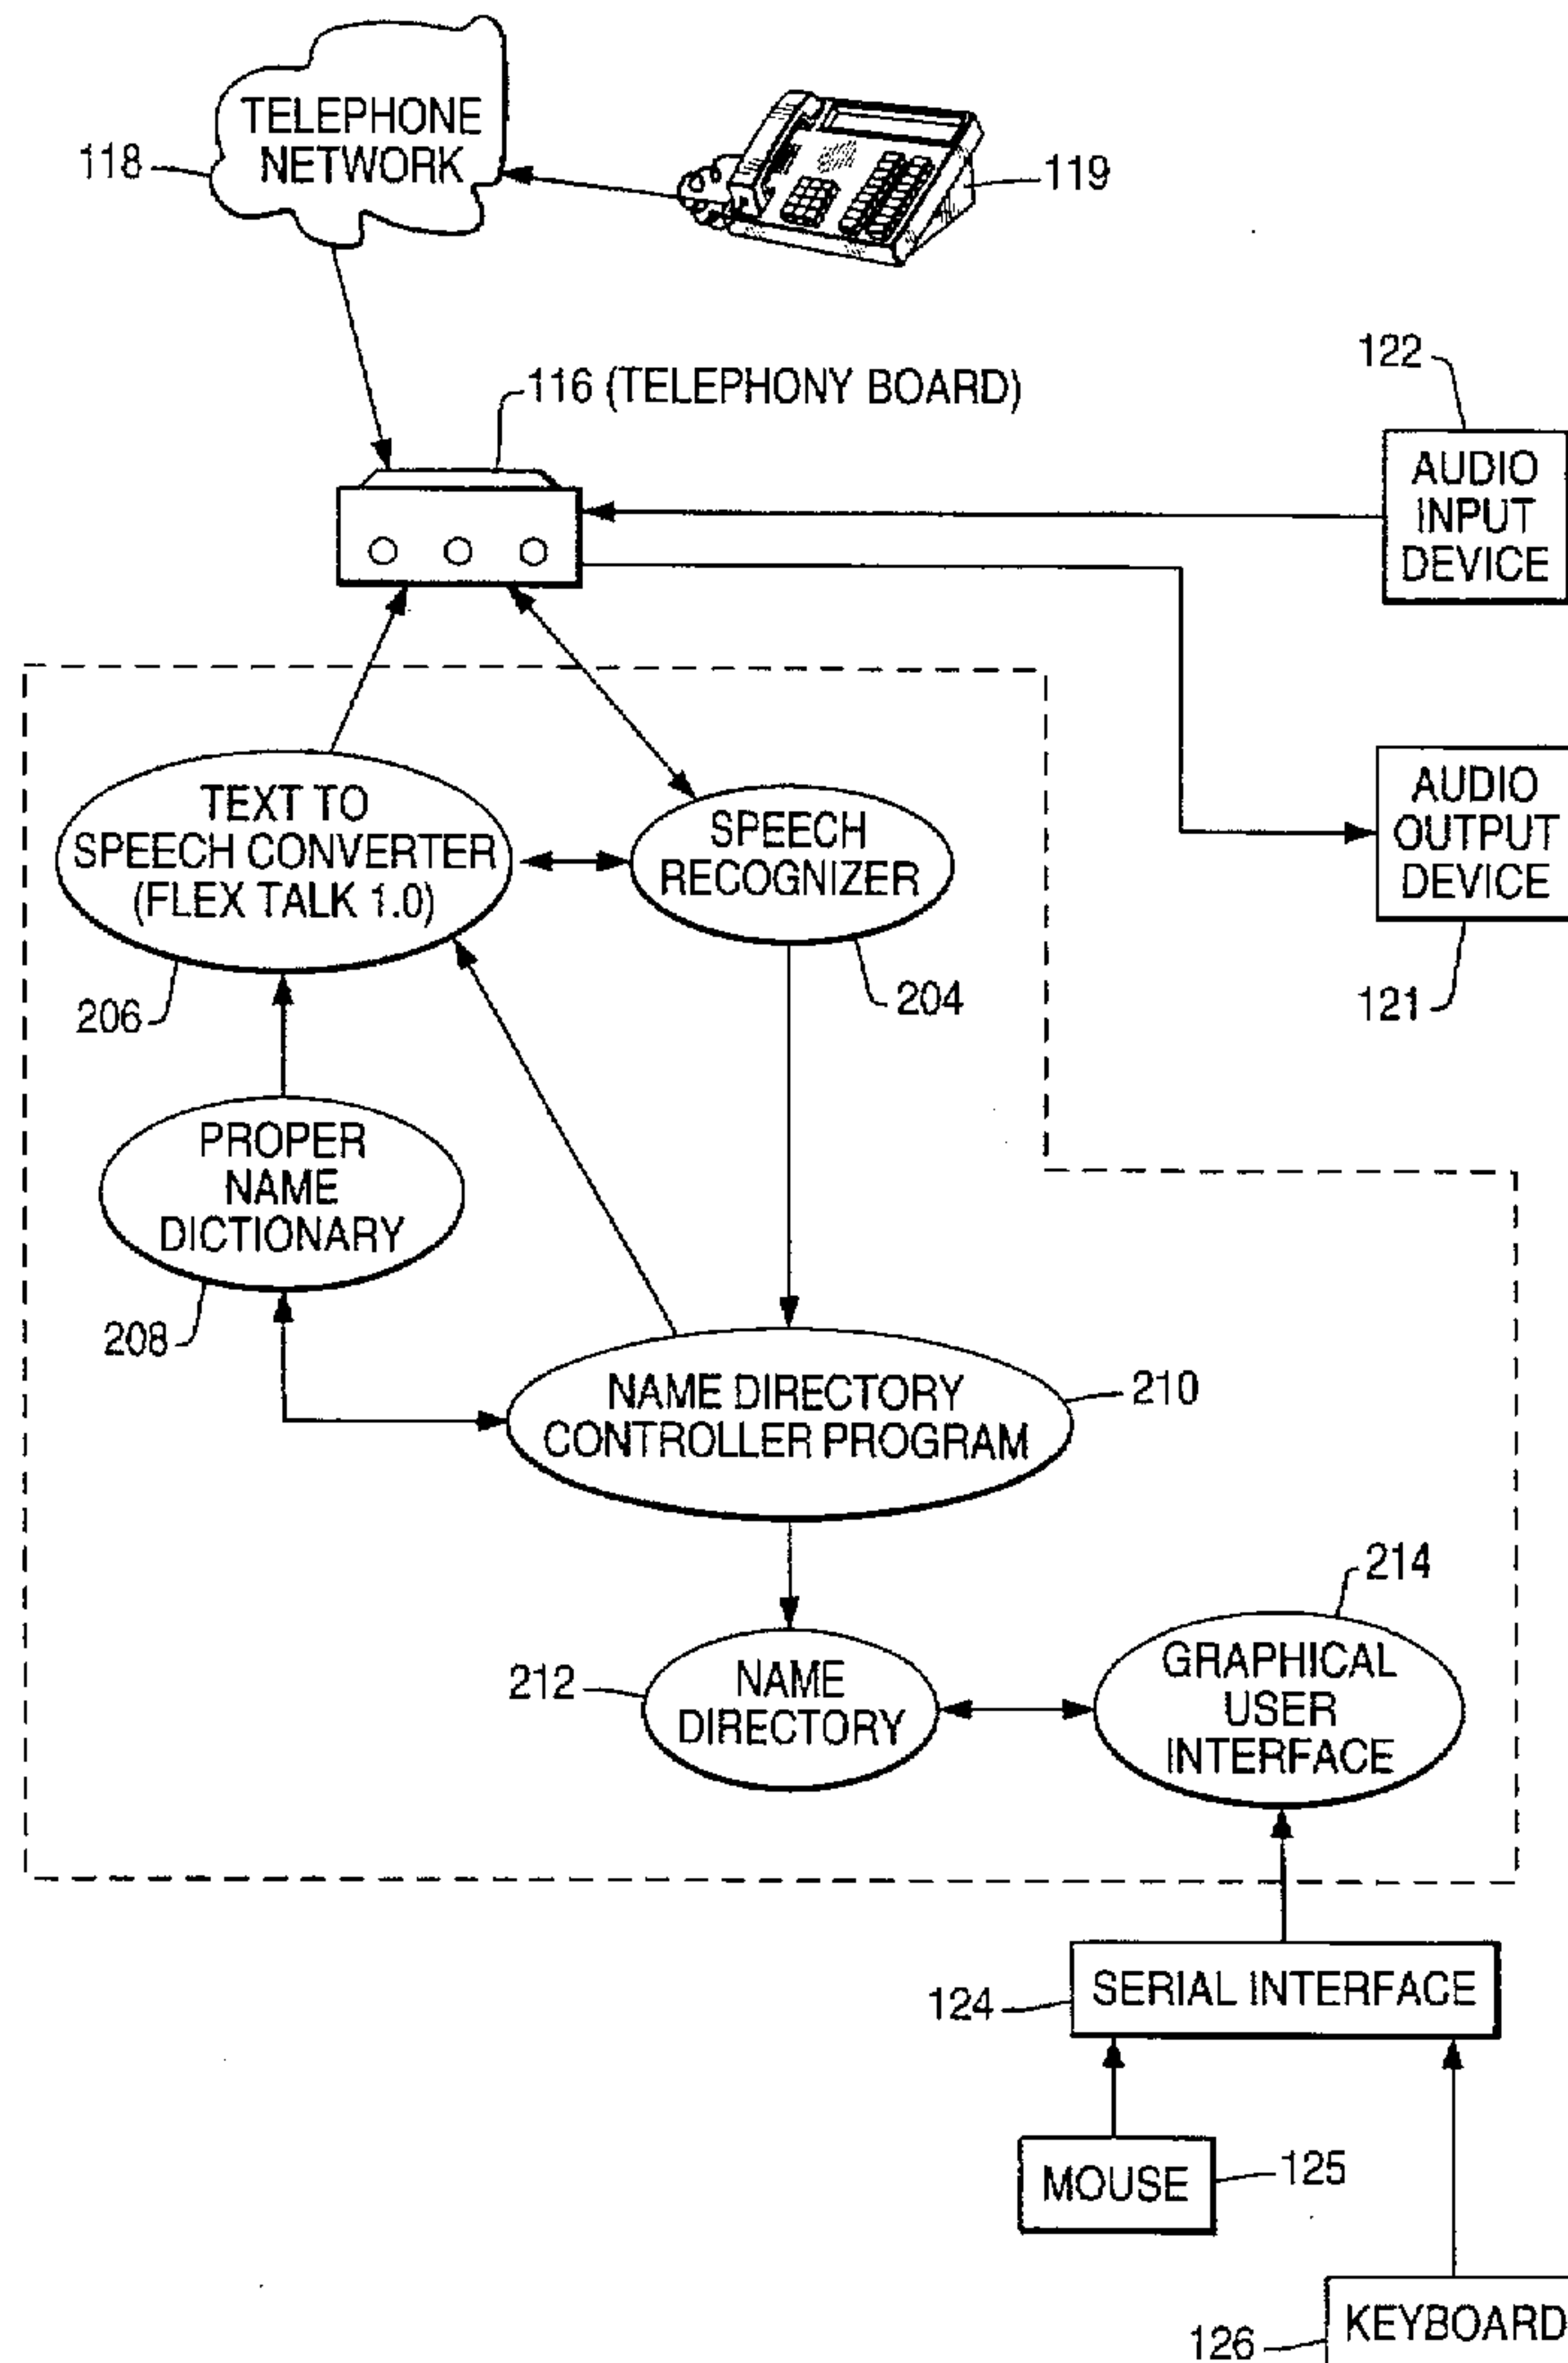 TELEPHONE
NETWORK
118
119
116 (TELEPHONY BOARD)
122
AUDIO
INPUT
DEVICE
TEXT TO
SPEECH CONVERTER
(FLEX TALK 1.0)
206
SPEECH
RECOGNIZER
204
AUDIO
OUTPUT
DEVICE
121
PROPER
NAME
DICTIONARY
208
NAME DIRECTORY
CONTROLLER PROGRAM
210
212
NAME
DIRECTORY
214
GRAPHICAL
USER
INTERFACE
124
SERIAL INTERFACE
MOUSE
125
126
KEYBOARD